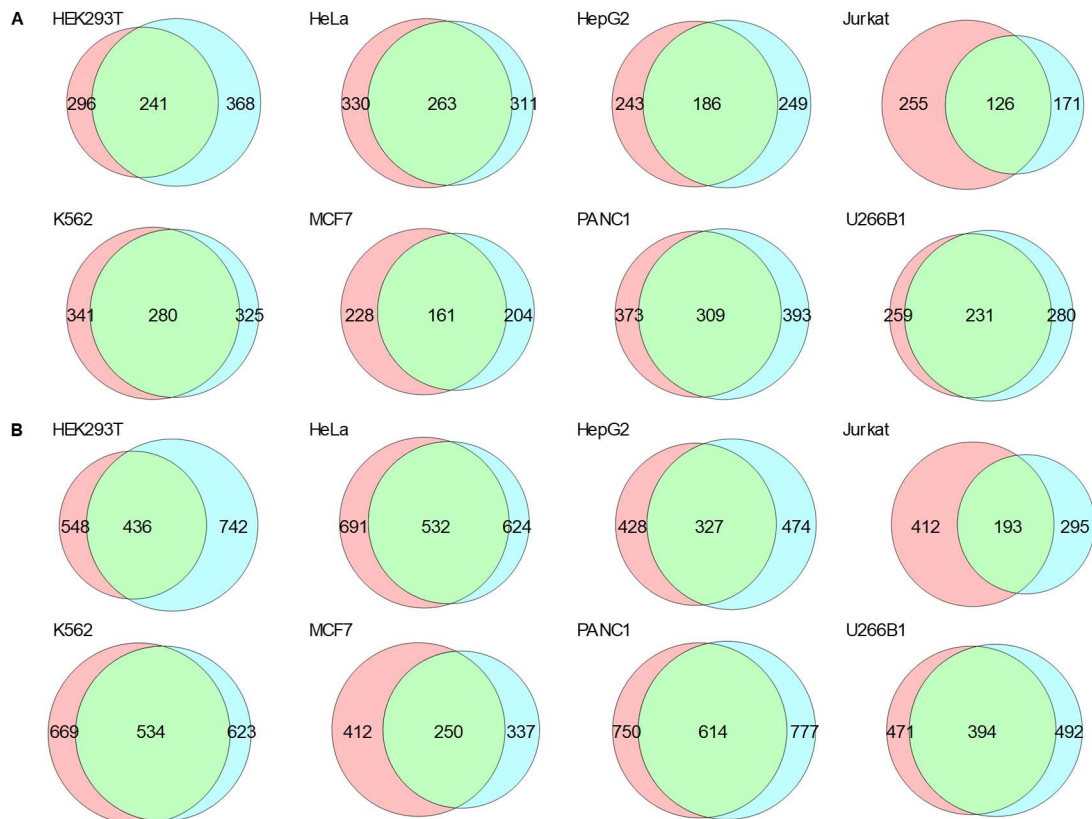 A HEK293T HeLa HepG2 Jurkat
296 241 368 330 263 311 243 186 249 255 126 171
K562 MCF7 PANC1 U266B1
341 280 325 228 161 204 373 309 393 259 231 280
B HEK293T HeLa HepG2 Jurkat
548 436 742 691 532 624 428 327 474 412 193 295
K562 MCF7 PANC1 U266B1
669 534 623 412 250 337 750 614 777 471 394 492